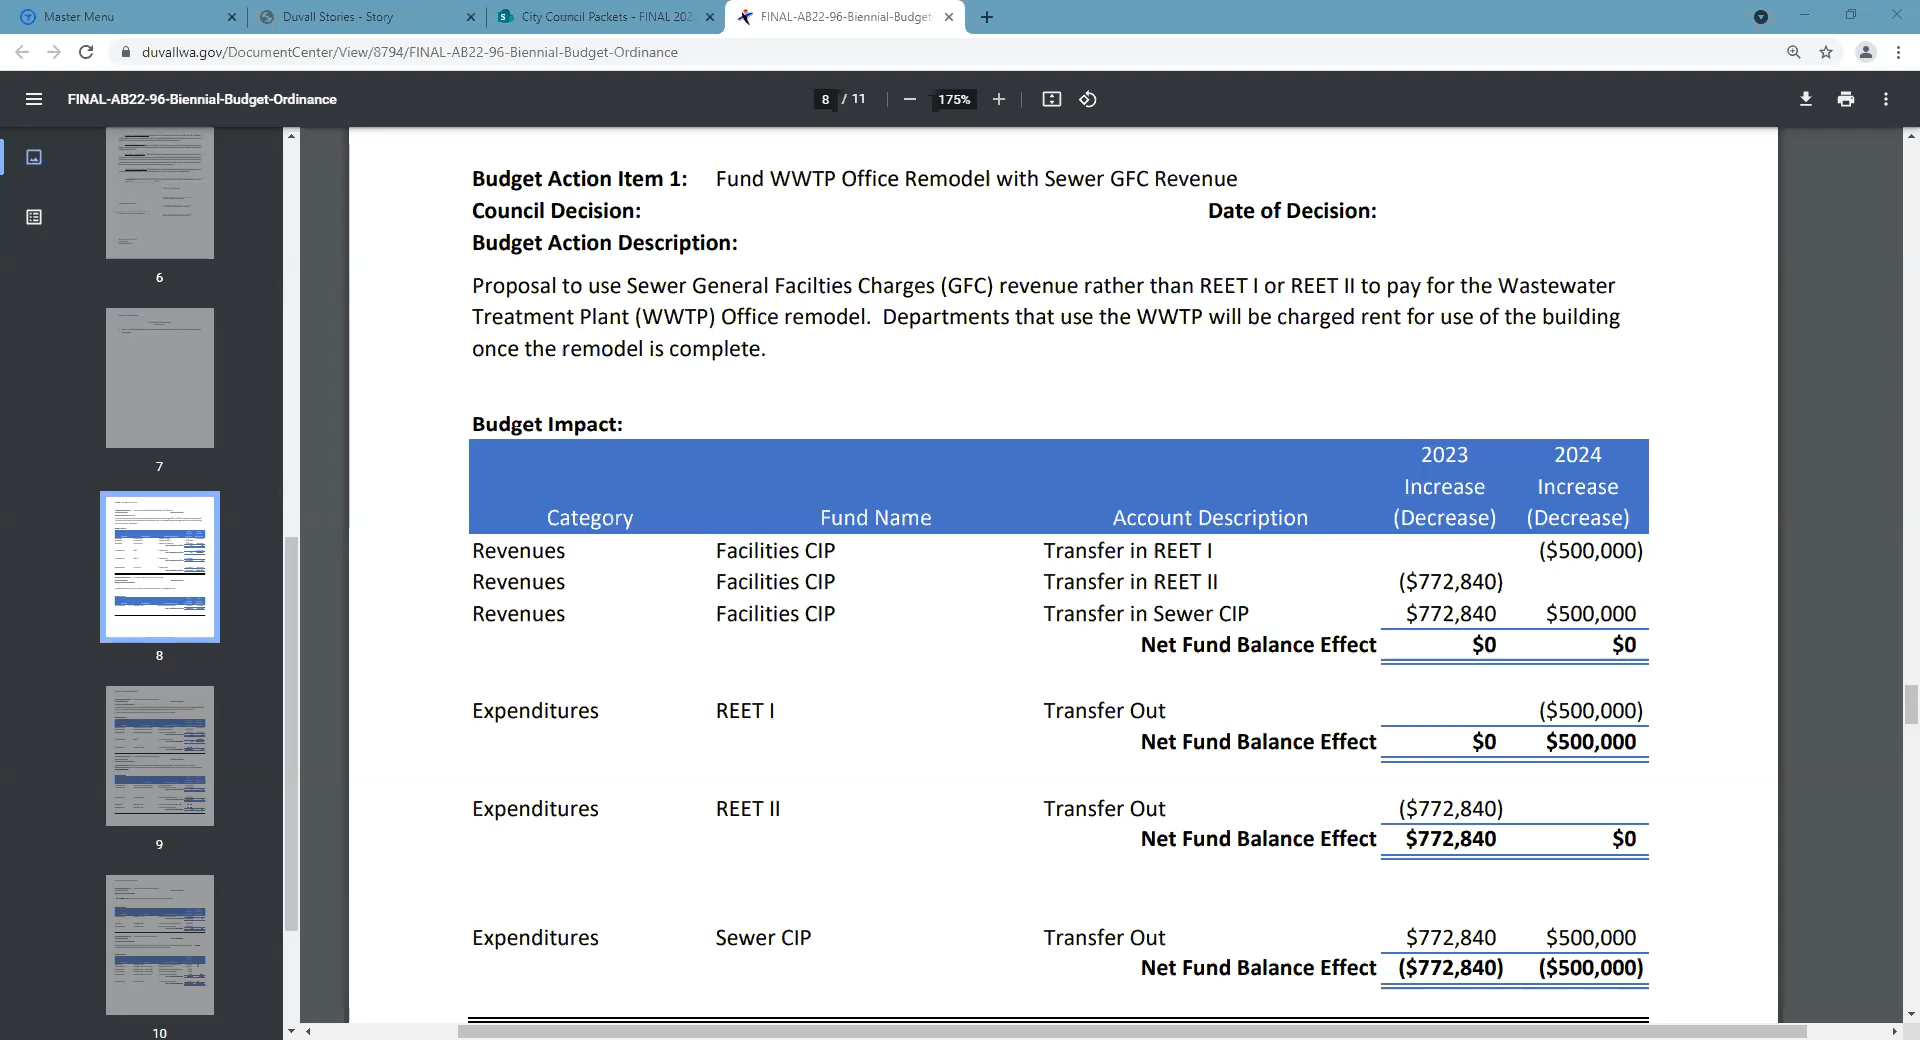 Master Menu
Duvall Stories - Story
City Council Packets - FINAL 202
FINAL-AB22-96-Biennial-Budget-
duvallwa.gov/DocumentCenter/View/8794/FINAL-AB22-96-Biennial-Budget-Ordinance
FINAL-AB22-96-Biennial-Budget-Ordinance
8 / 11
175%
6
7
8
9
10
Budget Action Item 1: Fund WWTP Office Remodel with Sewer GFC Revenue
Council Decision: Date of Decision:
Budget Action Description:
Proposal to use Sewer General Facilties Charges (GFC) revenue rather than REET I or REET II to pay for the Wastewater
Treatment Plant (WWTP) Office remodel. Departments that use the WWTP will be charged rent for use of the building
once the remodel is complete.
Budget Impact:
2023 2024
Increase Increase
Category Fund Name Account Description (Decrease) (Decrease)
Revenues Facilities CIP Transfer in REET I ($500,000)
Revenues Facilities CIP Transfer in REET II ($772,840)
Revenues Facilities CIP Transfer in Sewer CIP $772,840 $500,000
Net Fund Balance Effect $0 $0
Expenditures REET I Transfer Out ($500,000)
Net Fund Balance Effect $0 $500,000
Expenditures REET II Transfer Out ($772,840)
Net Fund Balance Effect $772,840 $0
Expenditures Sewer CIP Transfer Out $772,840 $500,000
Net Fund Balance Effect ($772,840) ($500,000)